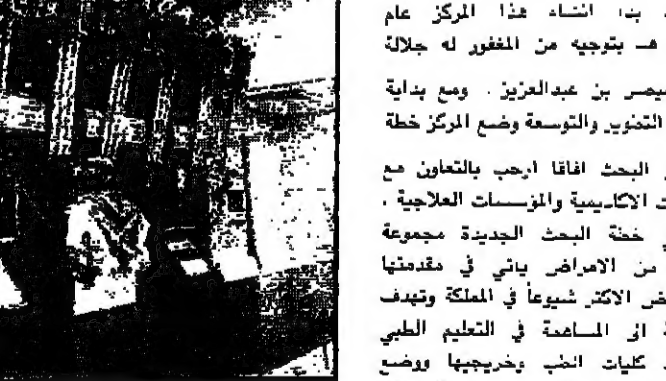 بدا انشاء هذا المركز عام
هـ بتوجيه من المغفور له جلالة
فيصل بن عبدالعزيز . ومع بداية
التطوير والتوسعة وضع المركز خطة
البحث افاقا ارحب بالتعاون مع
الاكاديمية والمؤسسات العلاجية .
خطة البحث الجديدة مجموعة
من الامراض ياتي في مقدمتها
الاكثر شيوعاً في المملكة وتهدف
الى المساهمة في التعليم الطبي
كليات الطب وخريجيها ووضع